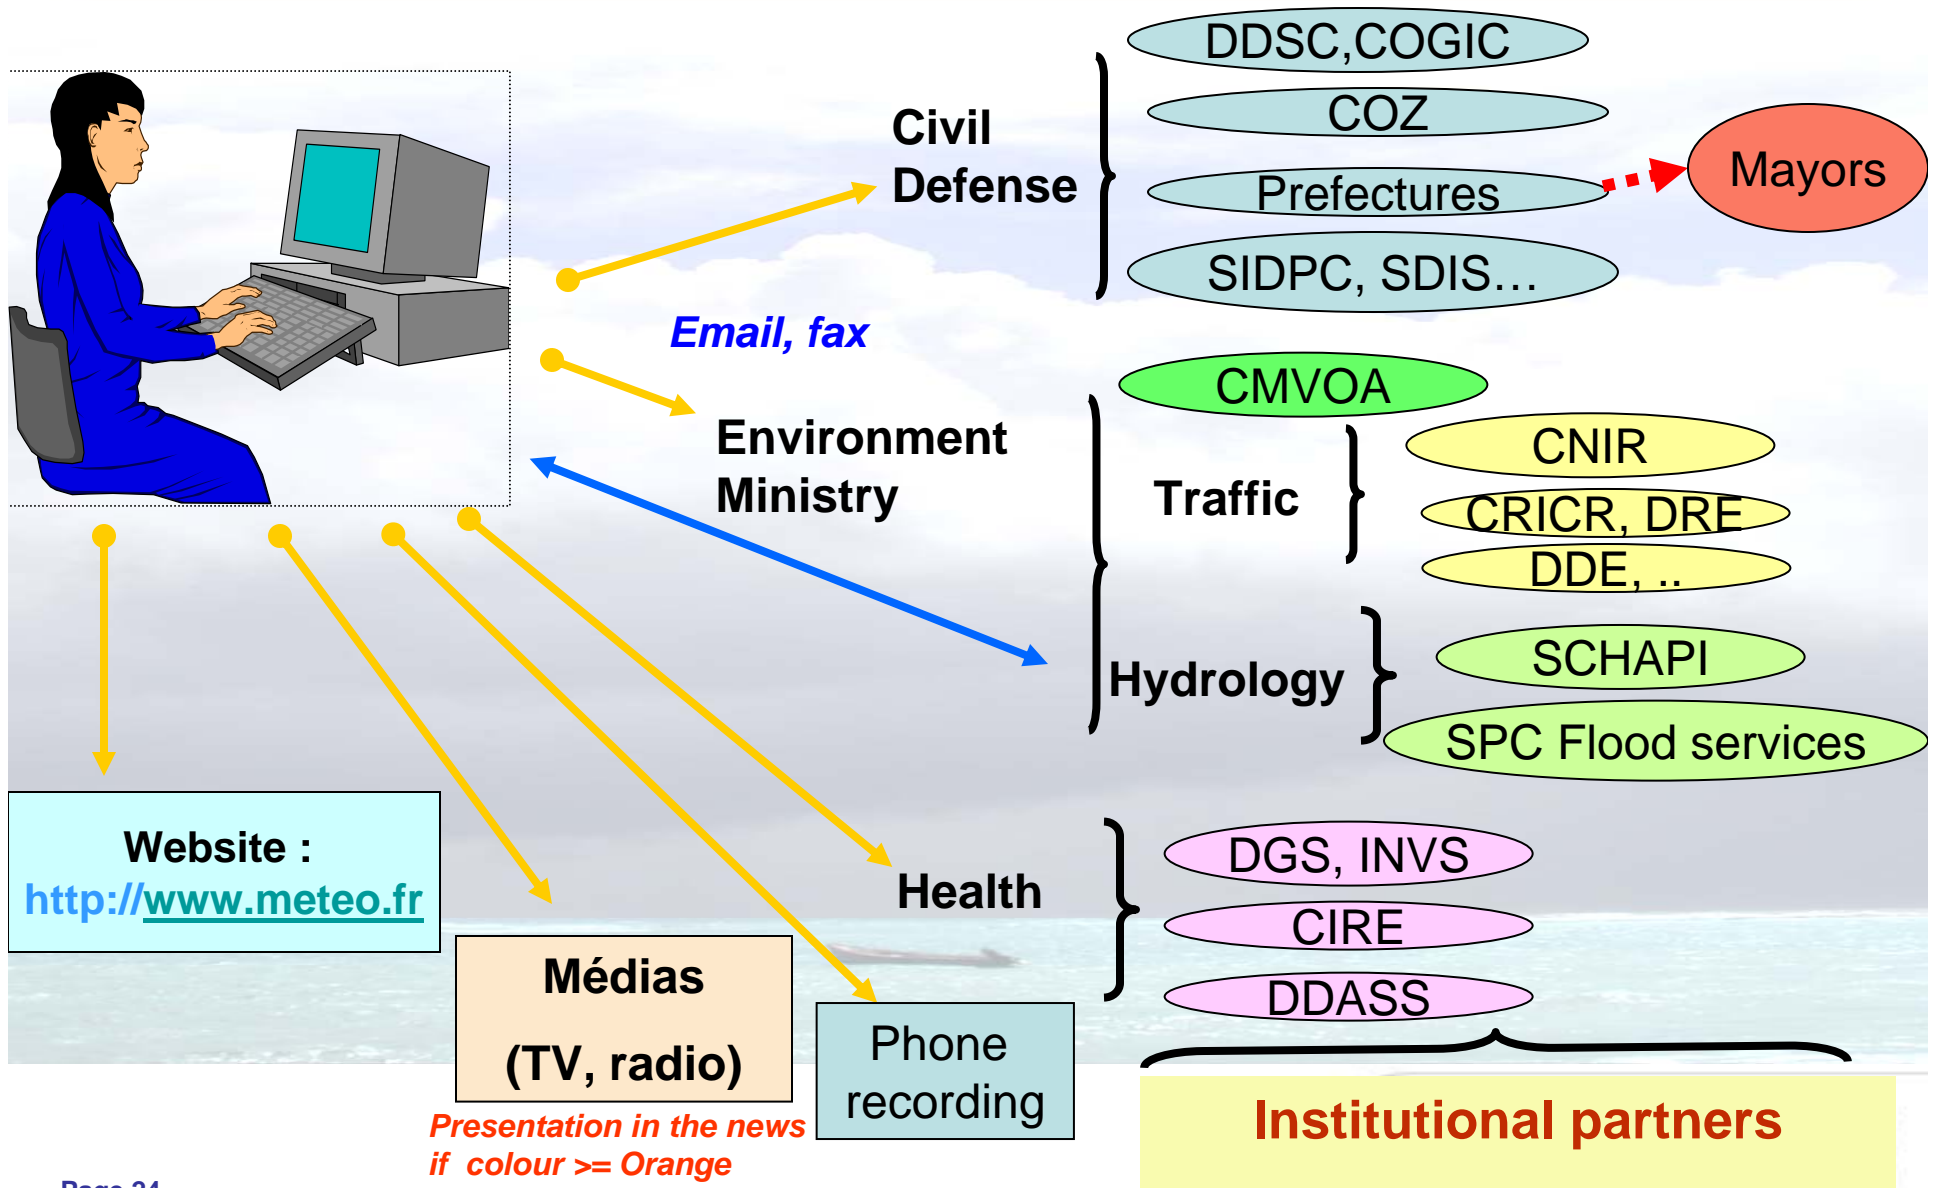 DDSC,COGIC
Civil
Defense
COZ
Prefectures
Mayors
SIDPC, SDIS…
Email, fax
Environment
Ministry
CMVOA
Traffic
CNIR
CRICR, DRE
DDE, ..
Hydrology
SCHAPI
SPC Flood services
Website :
http://www.meteo.fr
Health
DGS, INVS
CIRE
DDASS
Médias
(TV, radio)
Presentation in the news
if colour >= Orange
Phone
recording
Institutional partners
Page 24